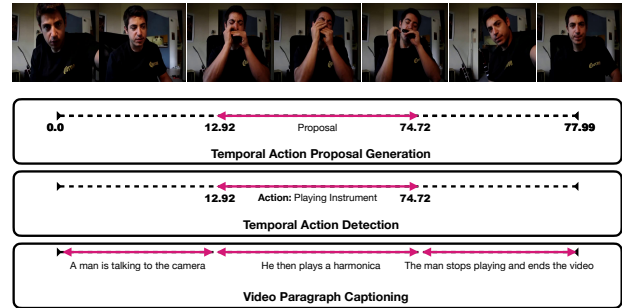 0.0 12.92 Proposal 74.72 77.99
Temporal Action Proposal Generation
12.92 Action: Playing Instrument 74.72
Temporal Action Detection
A man is talking to the camera He then plays a harmonica The man stops playing and ends the video
Video Paragraph Captioning